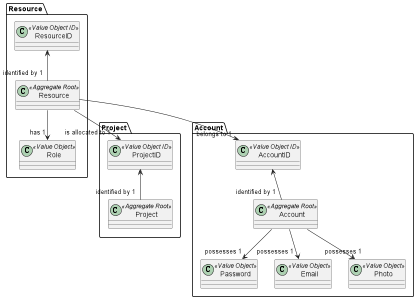 Resource
C «Value Object ID» ResourceID
identified by 1
C «Aggregate Root» Resource
has 1
is allocated to 1
belongs to 1
C «Value Object» Role
Project
C «Value Object ID» ProjectID
identified by 1
C «Aggregate Root» Project
Account
C «Value Object ID» AccountID
identified by 1
C «Aggregate Root» Account
possesses 1
possesses 1
possesses 1
C «Value Object» Password
C «Value Object» Email
C «Value Object» Photo